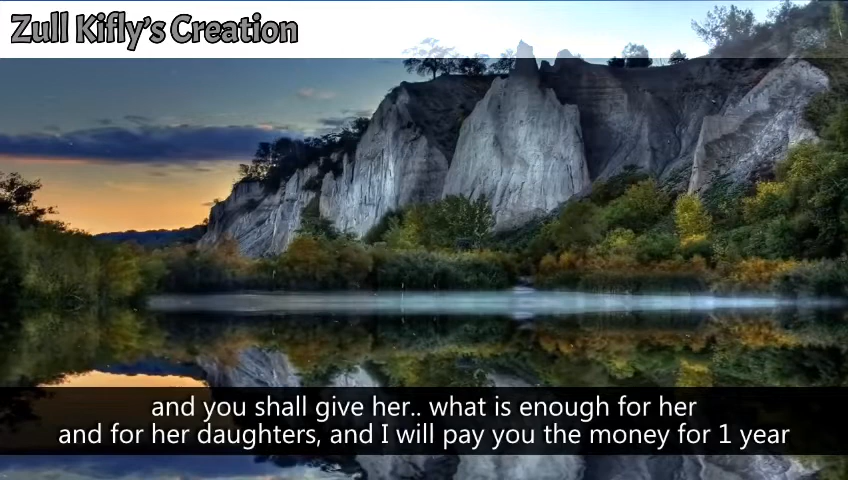 Zull Kifly's Creation
and you shall give her.. what is enough for her
and for her daughters, and I will pay you the money for 1 year